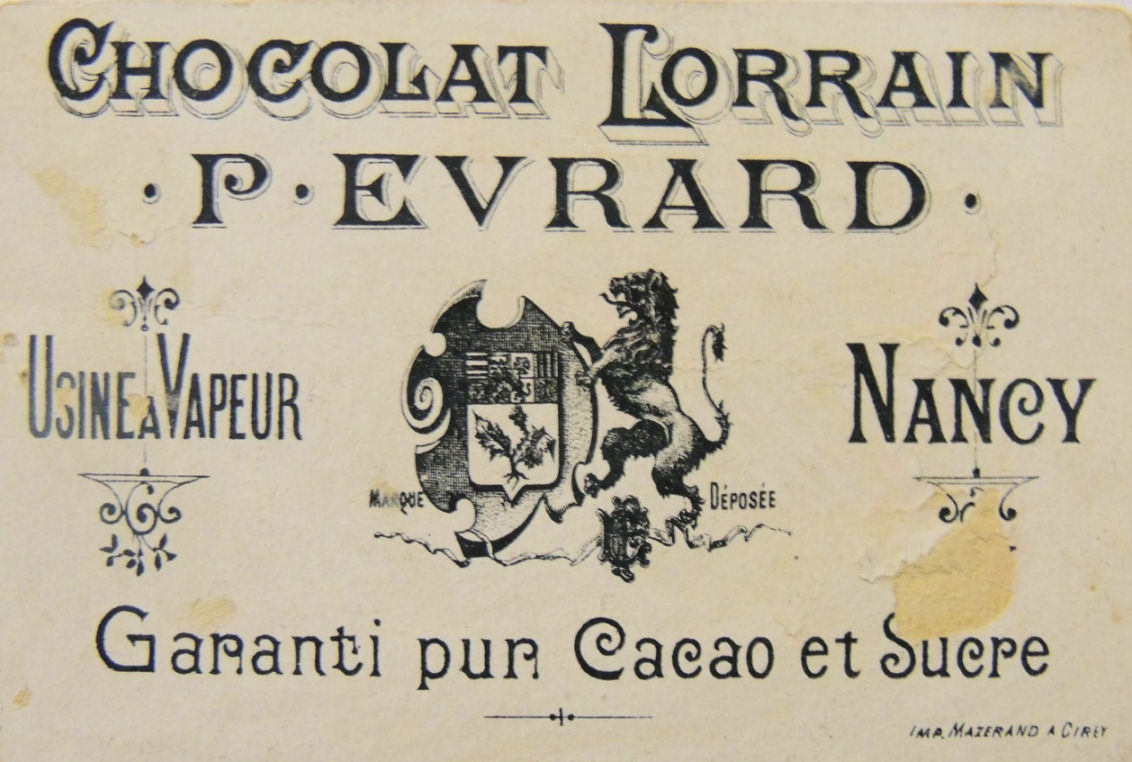 CHOCOLAT LORRAIN
· P · EVRARD ·
USINE A VAPEUR
NANCY
MARQUE DÉPOSÉE
Garanti pur Cacao et Sucre
IMP. MAZERAND A CIREY